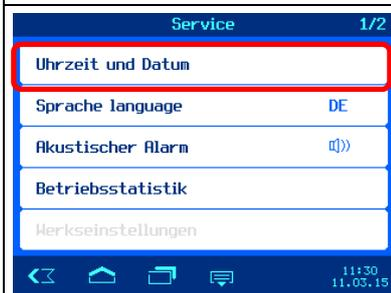 Service 1/2
Uhrzeit und Datum
Sprache language DE
Akustischer Alarm
Betriebsstatistik
Werkseinstellungen
11:30
11.03.15